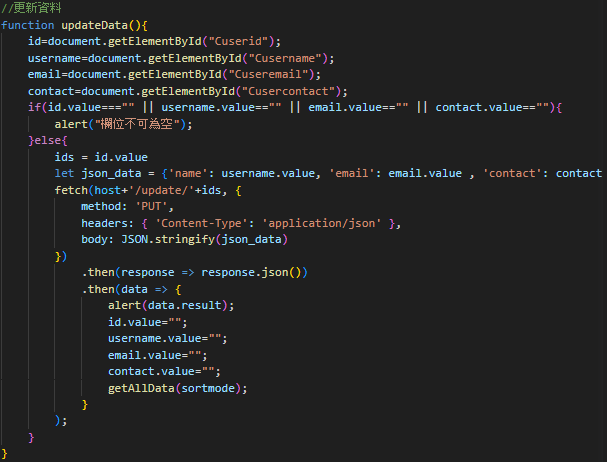 //更新資料
function updateData(){
    id=document.getElementById("Cuserid");
    username=document.getElementById("Cusername");
    email=document.getElementById("Cuseremail");
    contact=document.getElementById("Cusercontact");
    if(id.value==="" || username.value=="" || email.value=="" || contact.value==""){
        alert("欄位不可為空");
    }else{
        ids = id.value
        let json_data = {'name': username.value, 'email': email.value , 'contact': contact
        fetch(host+'/update/'+ids, {
            method: 'PUT',
            headers: { 'Content-Type': 'application/json' },
            body: JSON.stringify(json_data)
        })
            .then(response => response.json())
            .then(data => {
                alert(data.result);
                id.value="";
                username.value="";
                email.value="";
                contact.value="";
                getAllData(sortmode);
            }
        );
    }
}